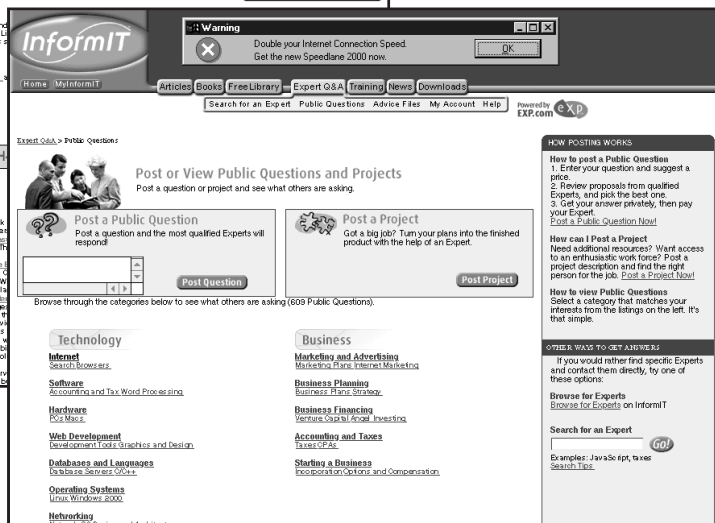 InformIT
Warning
Double your Internet Connection Speed.
Get the new Speedlane 2000 now.
OK
Home MyInformIT
Articles Books Free Library Expert Q&A Training News Downloads
Search for an Expert Public Questions Advice Files My Account Help
Powered by
EXP.com
exp
Expert Q&A > Public Questions
Post or View Public Questions and Projects
Post a question or project and see what others are asking.
Post a Public Question
Post a question and the most qualified Experts will
respond!
Post Question
Post a Project
Got a big job? Turn your plans into the finished
product with the help of an Expert.
Post Project
Browse through the categories below to see what others are asking (609 Public Questions).
Technology
Internet
Search Browsers
Software
Accounting and Tax Word Processing
Hardware
PCs Macs
Web Development
Development Tools Graphics and Design
Databases and Languages
Database Servers C/C++
Operating Systems
Linux Windows 2000
Networking
Business
Marketing and Advertising
Marketing Plans Internet Marketing
Business Planning
Business Plans Strategy
Business Financing
Venture Capital Angel Investing
Accounting and Taxes
Taxes CPAs
Starting a Business
Incorporation Options and Compensation
HOW POSTING WORKS
How to post a Public Question
1. Enter your question and suggest a
price.
2. Review proposals from qualified
Experts, and pick the best one.
3. Get your answer privately, then pay
your Expert.
Post a Public Question Now!
How can I Post a Project
Need additional resources? Want access
to an enthusiastic work force? Post a
project description and find the right
person for the job. Post a Project Now!
How to view Public Questions
Select a category that matches your
interests from the listings on the left. It's
that simple.
OTHER WAYS TO GET ANSWERS
If you would rather find specific Experts
and contact them directly, try one of
these options:
Browse for Experts
Browse for Experts on InformIT
Search for an Expert
Go!
Examples: JavaScript, taxes
Search Tips